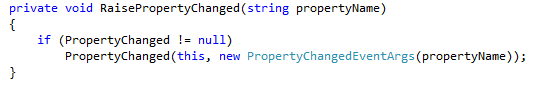 private void RaisePropertyChanged(string propertyName)
{
    if (PropertyChanged != null)
        PropertyChanged(this, new PropertyChangedEventArgs(propertyName));
}